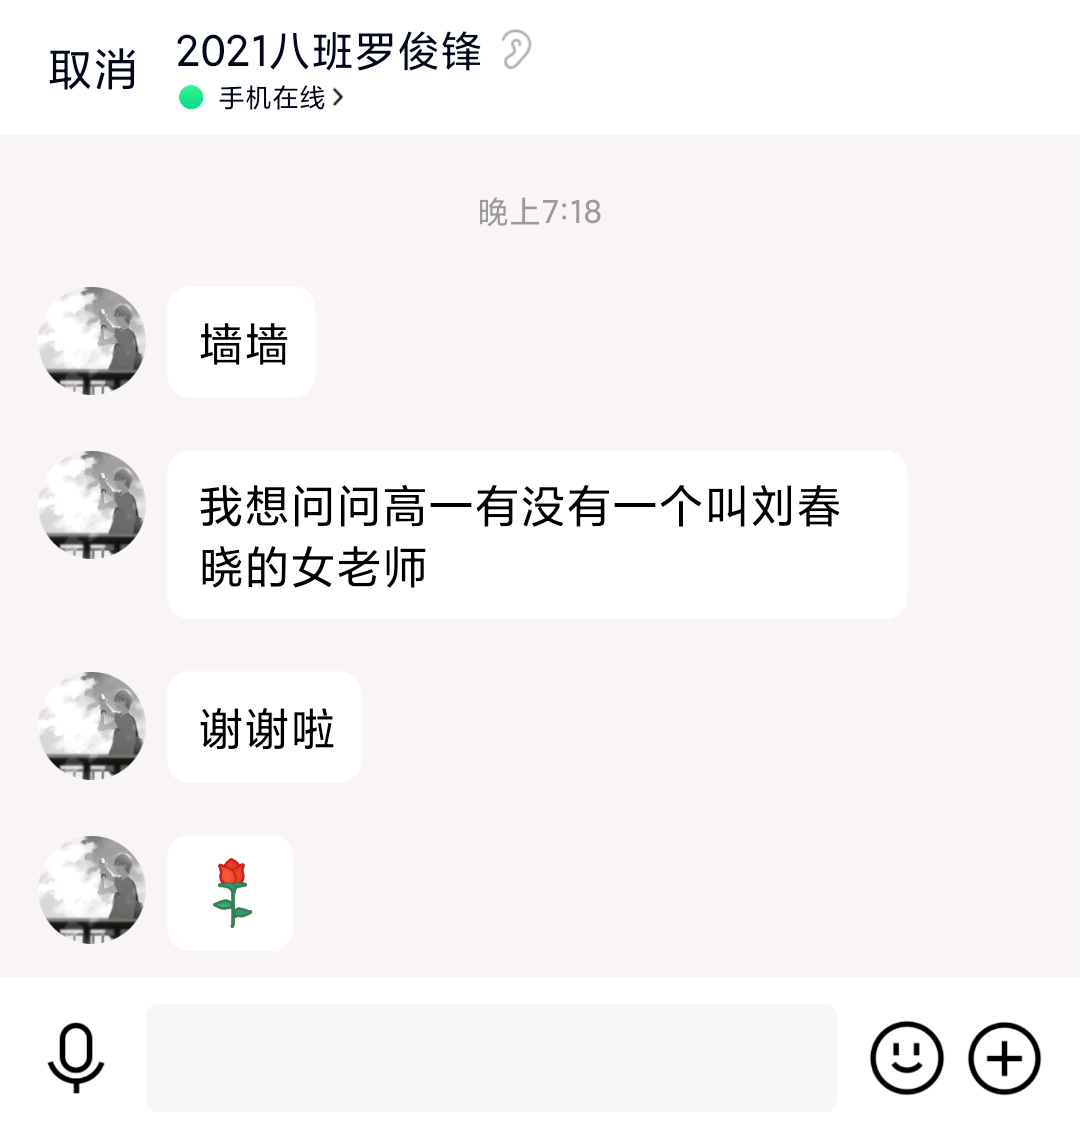 取消
2021八班罗俊锋
手机在线
晚上7:18
墙墙
我想问问高一有没有一个叫刘春
晓的女老师
谢谢啦